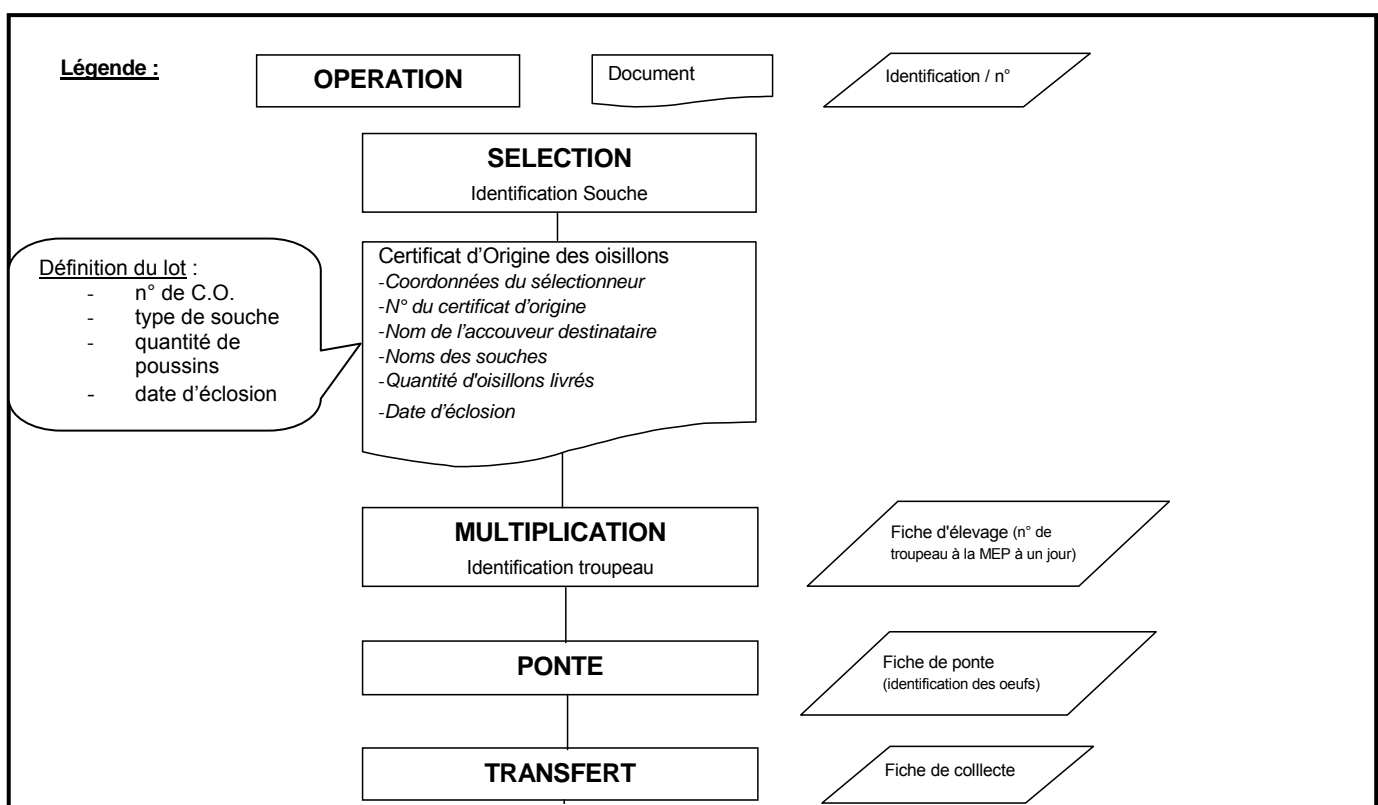 Légende :
OPERATION
Document
Identification / n°
SELECTION
Identification Souche
Définition du lot :
- n° de C.O.
- type de souche
- quantité de
poussins
- date d'éclosion
Certificat d'Origine des oisillons
-Coordonnées du sélectionneur
-N° du certificat d'origine
-Nom de l'accouveur destinataire
-Noms des souches
-Quantité d'oisillons livrés
-Date d'éclosion
MULTIPLICATION
Identification troupeau
Fiche d'élevage (n° de
troupeau à la MEP à un jour)
PONTE
Fiche de ponte
(identification des oeufs)
TRANSFERT
Fiche de colllecte